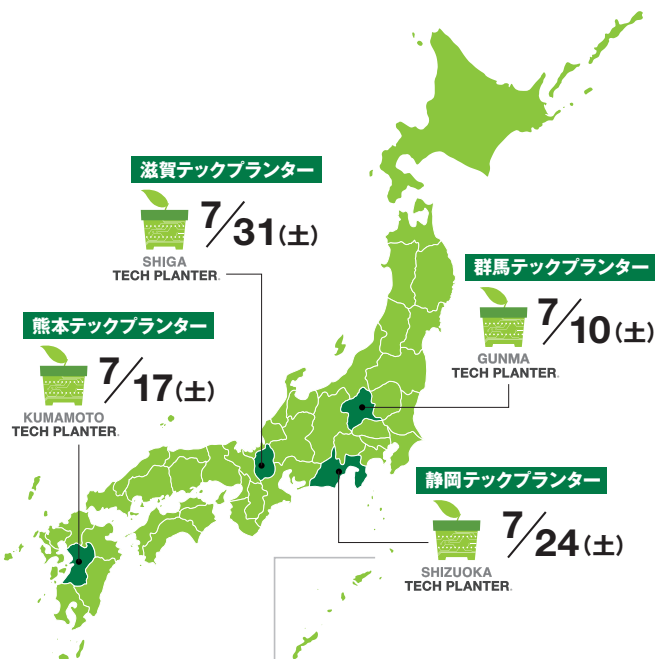 滋賀テックプランター
7/31(土)
SHIGA
TECH PLANTER.
群馬テックプランター
7/10(土)
GUNMA
TECH PLANTER.
熊本テックプランター
7/17(土)
KUMAMOTO
TECH PLANTER.
静岡テックプランター
7/24(土)
SHIZUOKA
TECH PLANTER.